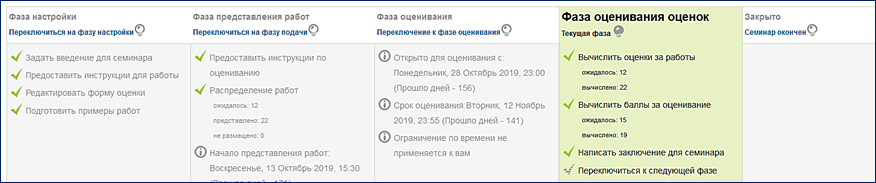 Фаза настройки
Переключиться на фазу настройки
Задать введение для семинара
Предоставить инструкции для работы
Редактировать форму оценки
Подготовить примеры работ
Фаза представления работ
Переключиться на фазу подачи
Предоставить инструкции по
оцениванию
Распределение работ
ожидалось: 12
представлено: 22
не размещено: 0
Начало представления работ:
Воскресенье, 13 Октябрь 2019, 15:30
(Прошло дней - 171)
Фаза оценивания
Переключение к фазе оценивания
Открыто для оценивания с:
Понедельник, 28 Октябрь 2019, 23:00
(Прошло дней - 156)
Срок оценивания:Вторник, 12 Ноябрь
2019, 23:55 (Прошло дней - 141)
Ограничение по времени не
применяется к вам
Фаза оценивания оценок
Текущая фаза
Вычислить оценки за работы
ожидалось: 12
вычислено: 22
Вычислить баллы за оценивание
ожидалось: 15
вычислено: 19
Написать заключение для семинара
Переключиться к следующей фазе
Закрыто
Семинар окончен